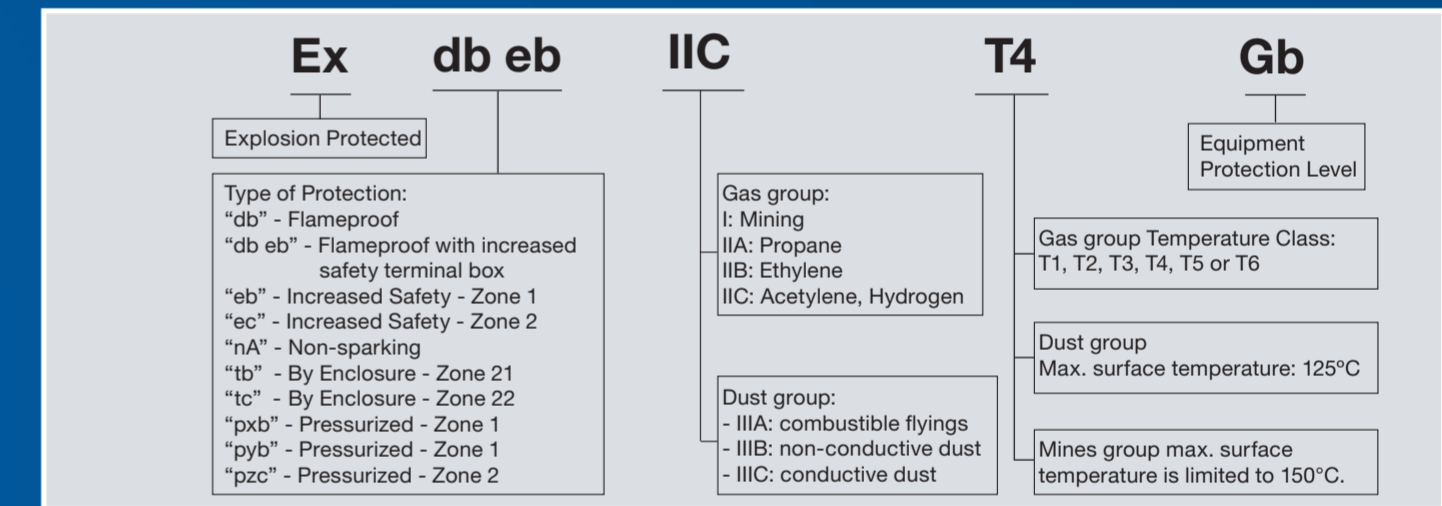 Ex db eb IIC T4 Gb
Explosion Protected
Type of Protection:
“db” - Flameproof
“db eb” - Flameproof with increased
safety terminal box
“eb” - Increased Safety - Zone 1
“ec” - Increased Safety - Zone 2
“nA” - Non-sparking
“tb” - By Enclosure - Zone 21
“tc” - By Enclosure - Zone 22
“pxb” - Pressurized - Zone 1
“pyb” - Pressurized - Zone 1
“pzc” - Pressurized - Zone 2
Gas group:
I: Mining
IIA: Propane
IIB: Ethylene
IIC: Acetylene, Hydrogen
Dust group:
- IIIA: combustible flyings
- IIIB: non-conductive dust
- IIIC: conductive dust
Equipment
Protection Level
Gas group Temperature Class:
T1, T2, T3, T4, T5 or T6
Dust group
Max. surface temperature: 125ºC
Mines group max. surface
temperature is limited to 150°C.